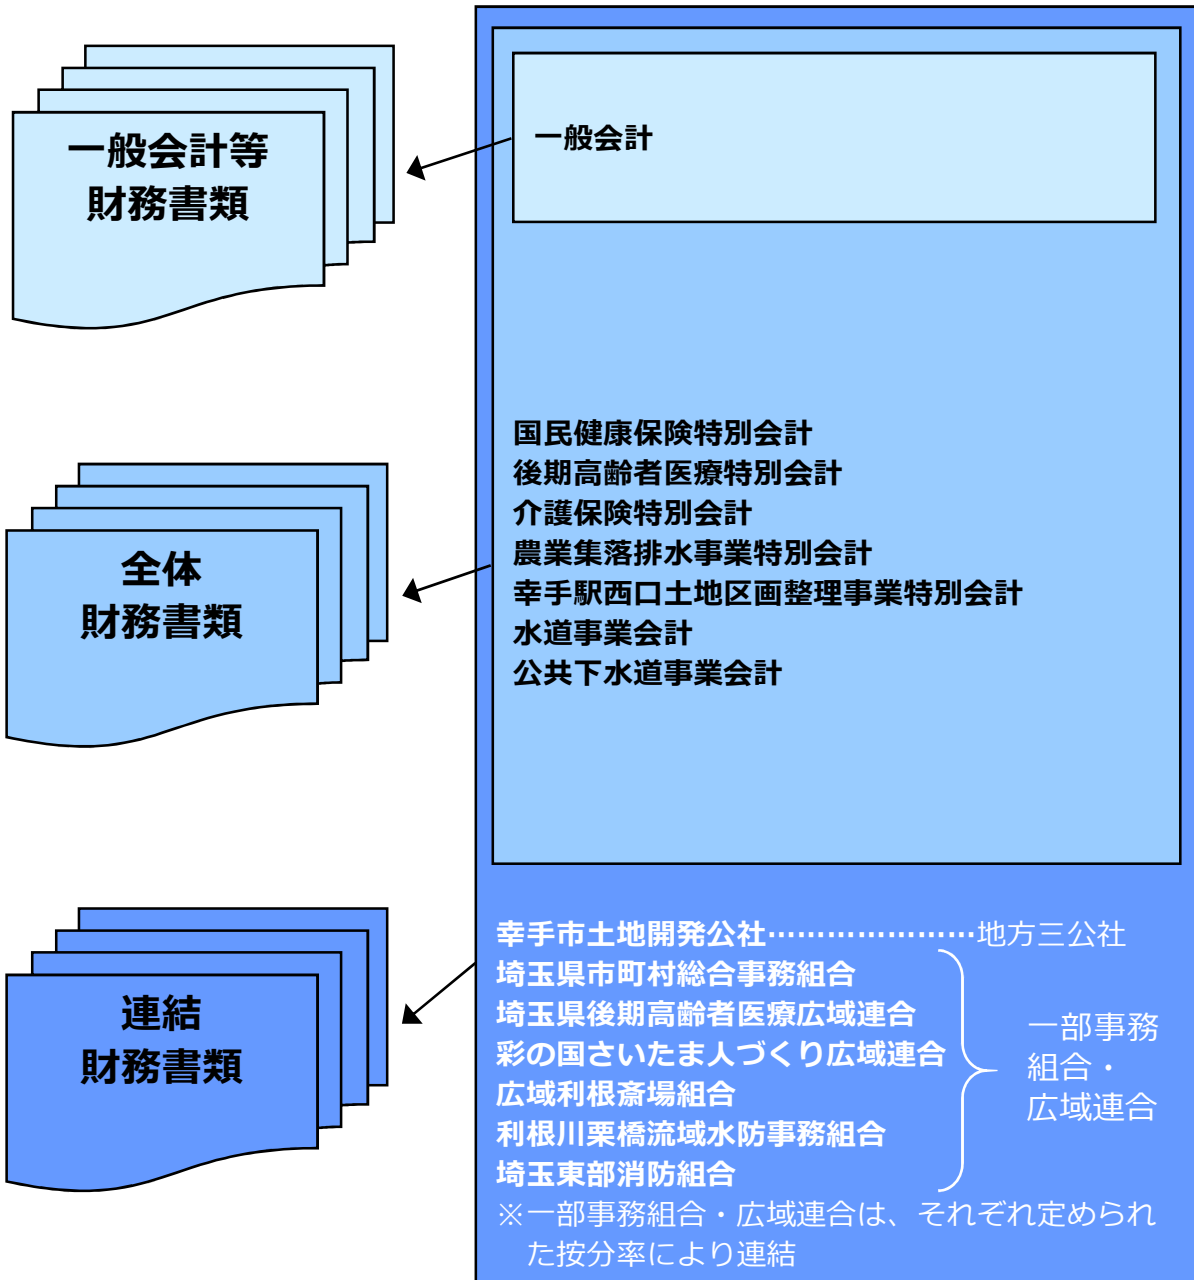 一般会計等
財務書類
一般会計
全体
財務書類
国民健康保険特別会計
後期高齢者医療特別会計
介護保険特別会計
農業集落排水事業特別会計
幸手駅西口土地区画整理事業特別会計
水道事業会計
公共下水道事業会計
連結
財務書類
幸手市土地開発公社…………………地方三公社
埼玉県市町村総合事務組合
埼玉県後期高齢者医療広域連合
彩の国さいたま人づくり広域連合
広域利根斎場組合
利根川栗橋流域水防事務組合
埼玉東部消防組合
一部事務
組合・
広域連合
※一部事務組合・広域連合は、それぞれ定められ
た按分率により連結